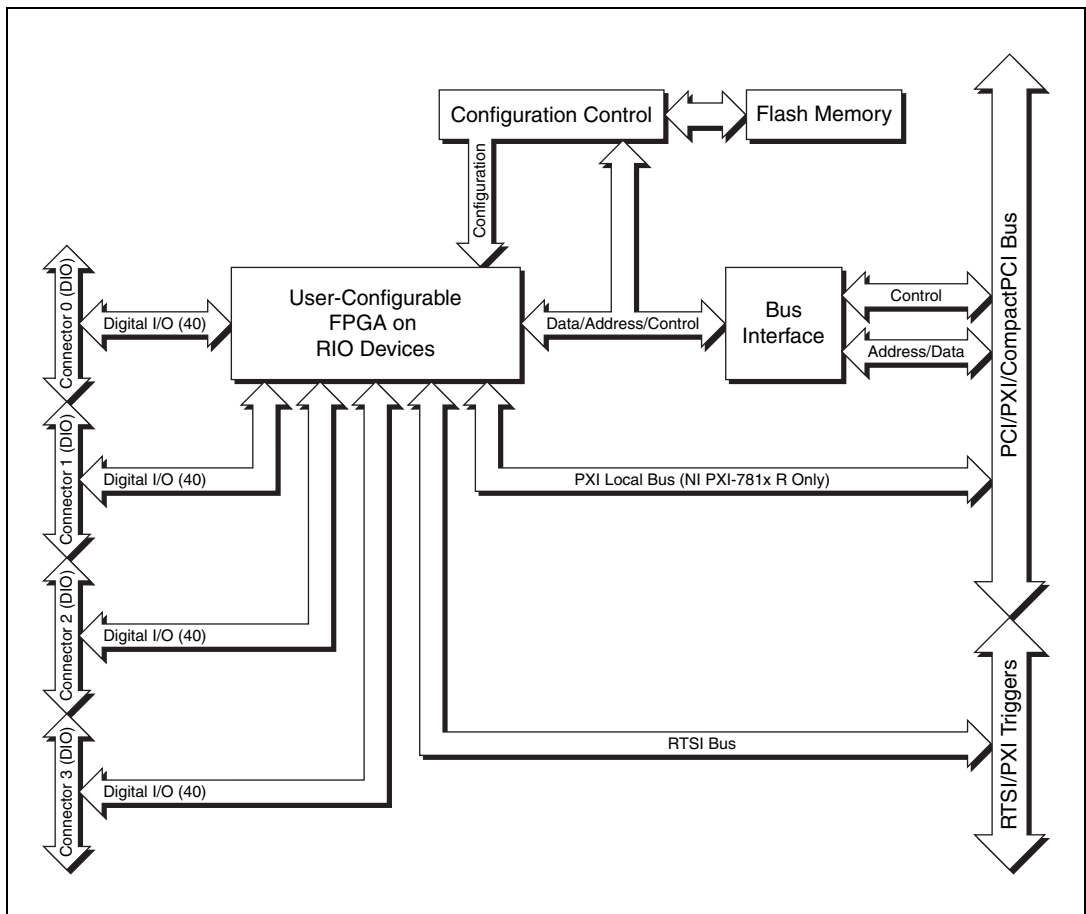 Configuration Control
Flash Memory
Configuration
PCI/PXI/CompactPCI Bus
Connector 0 (DIO)
Digital I/O (40)
User-Configurable
FPGA on
RIO Devices
Data/Address/Control
Bus
Interface
Control
Address/Data
Connector 1 (DIO)
Digital I/O (40)
PXI Local Bus (NI PXI-781x R Only)
Connector 2 (DIO)
Digital I/O (40)
RTSI/PXI Triggers
RTSI Bus
Connector 3 (DIO)
Digital I/O (40)